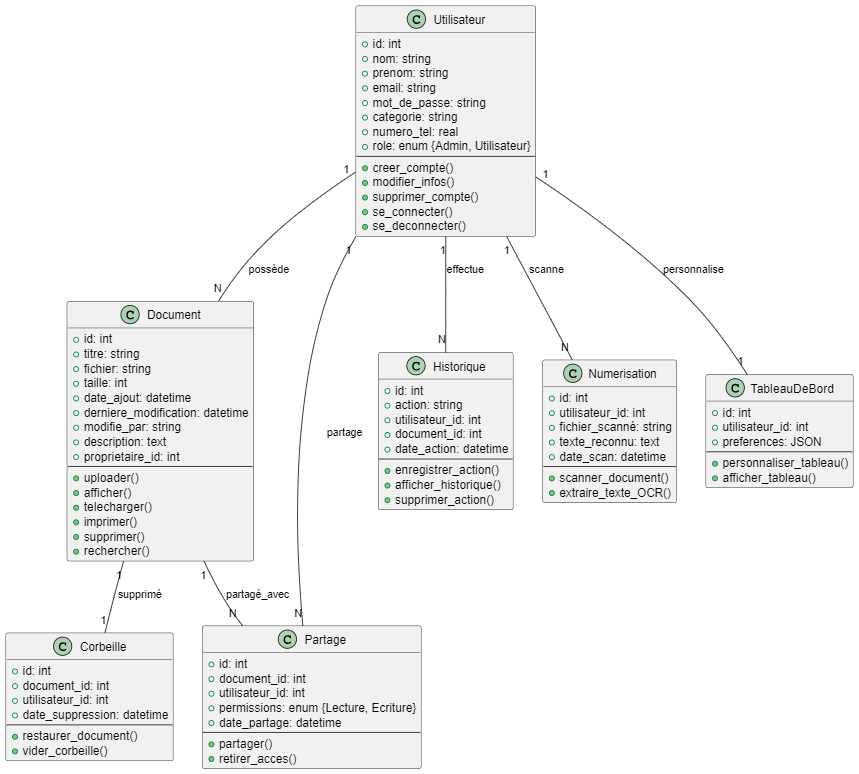 C Utilisateur
id: int
nom: string
prenom: string
email: string
mot_de_passe: string
categorie: string
numero_tel: real
role: enum {Admin, Utilisateur}
creer_compte()
modifier_infos()
supprimer_compte()
se_connecter()
se_deconnecter()
1
1
1
1
1
possède
effectue
scanne
personnalise
N
C Document
id: int
titre: string
fichier: string
taille: int
date_ajout: datetime
derniere_modification: datetime
modifie_par: string
description: text
proprietaire_id: int
uploader()
afficher()
telecharger()
imprimer()
supprimer()
rechercher()
partage
N
C Historique
id: int
action: string
utilisateur_id: int
document_id: int
date_action: datetime
enregistrer_action()
afficher_historique()
supprimer_action()
N
C Numerisation
id: int
utilisateur_id: int
fichier_scanné: string
texte_reconnu: text
date_scan: datetime
scanner_document()
extraire_texte_OCR()
1
C TableauDeBord
id: int
utilisateur_id: int
preferences: JSON
personnaliser_tableau()
afficher_tableau()
1
1
supprimé
partagé_avec
1
N
N
C Corbeille
id: int
document_id: int
utilisateur_id: int
date_suppression: datetime
restaurer_document()
vider_corbeille()
C Partage
id: int
document_id: int
utilisateur_id: int
permissions: enum {Lecture, Ecriture}
date_partage: datetime
partager()
retirer_acces()